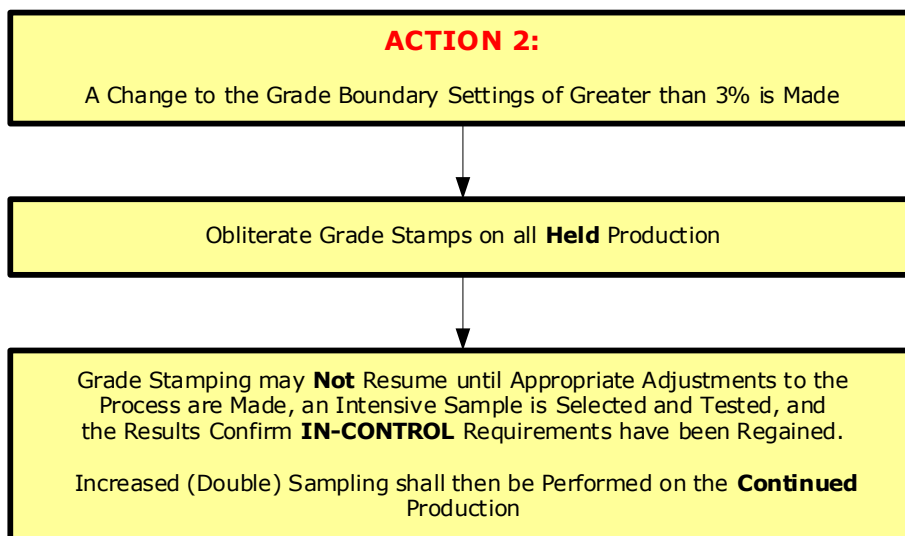 ACTION 2:
A Change to the Grade Boundary Settings of Greater than 3% is Made
Obliterate Grade Stamps on all Held Production
Grade Stamping may Not Resume until Appropriate Adjustments to the
Process are Made, an Intensive Sample is Selected and Tested, and
the Results Confirm IN-CONTROL Requirements have been Regained.
Increased (Double) Sampling shall then be Performed on the Continued
Production